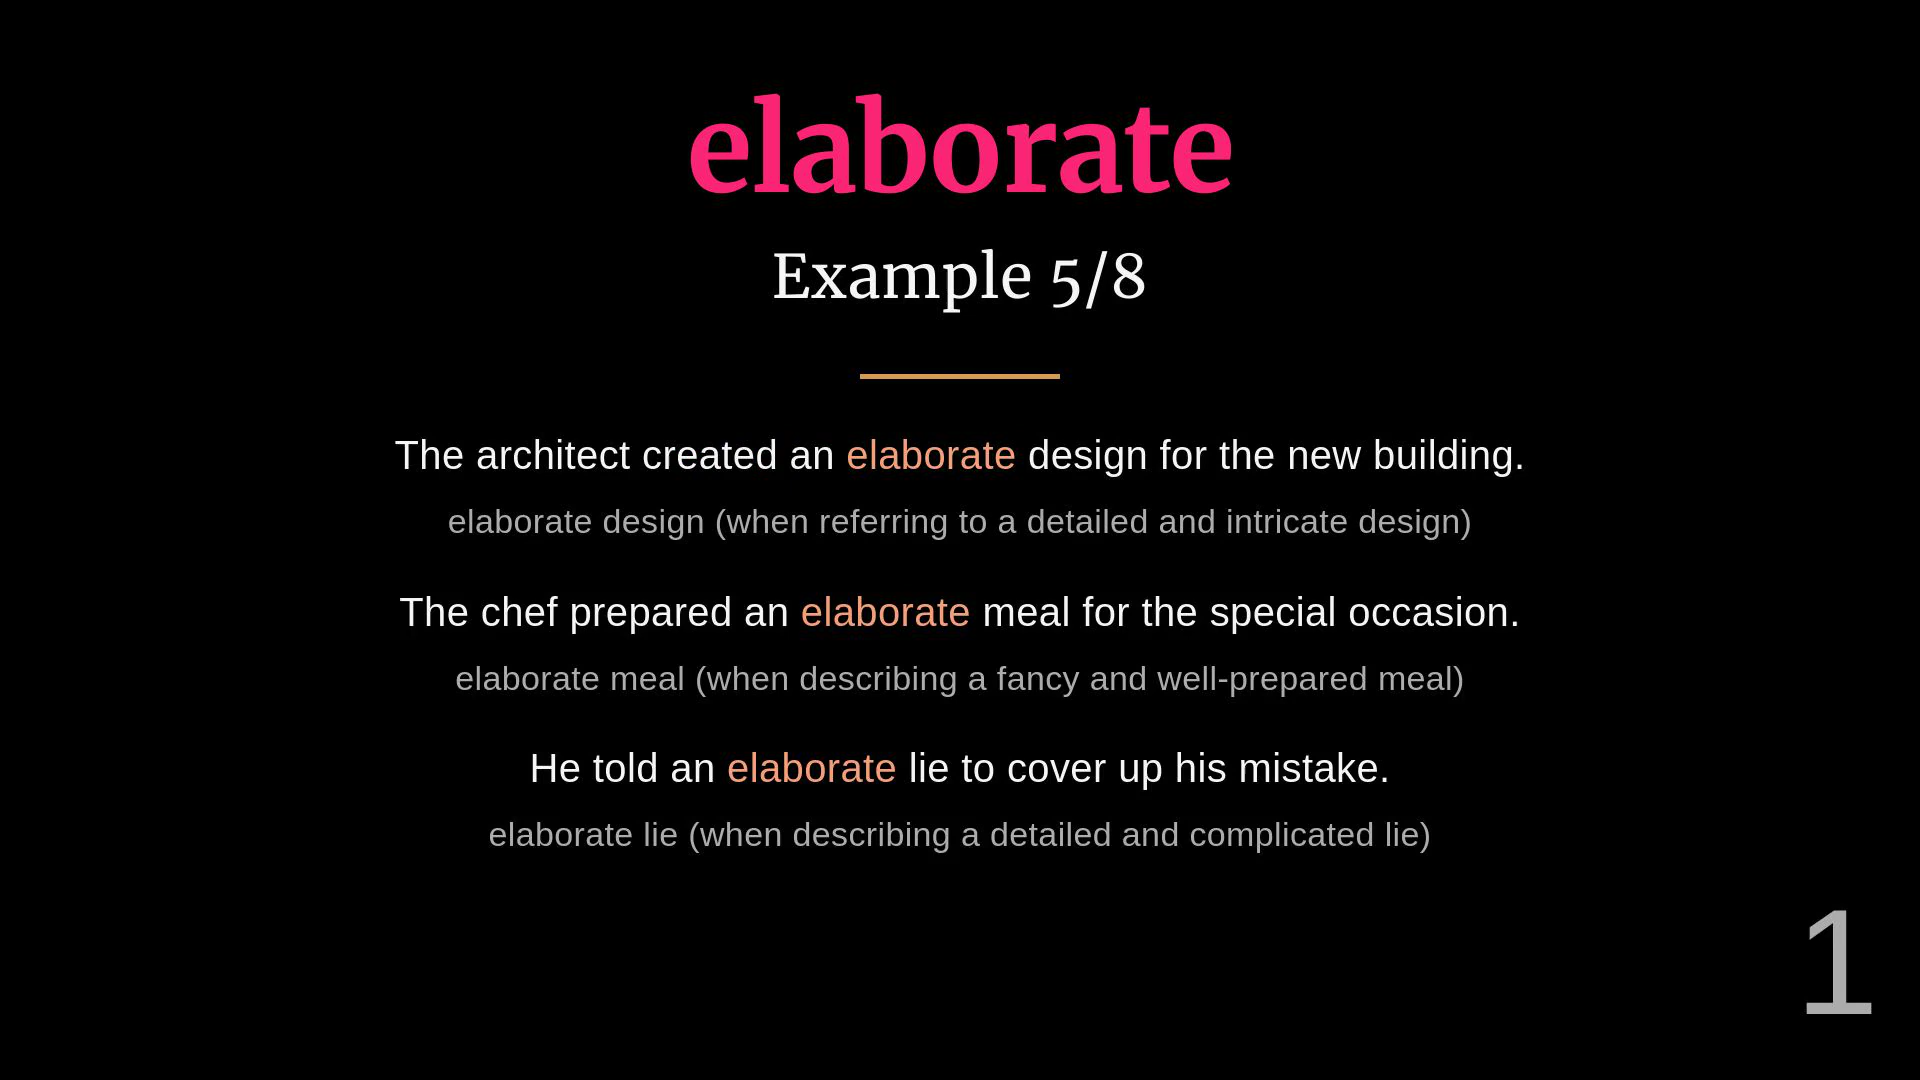 elaborate
Example 5/8
The architect created an elaborate design for the new building.
elaborate design (when referring to a detailed and intricate design)
The chef prepared an elaborate meal for the special occasion.
elaborate meal (when describing a fancy and well-prepared meal)
He told an elaborate lie to cover up his mistake.
elaborate lie (when describing a detailed and complicated lie)
1